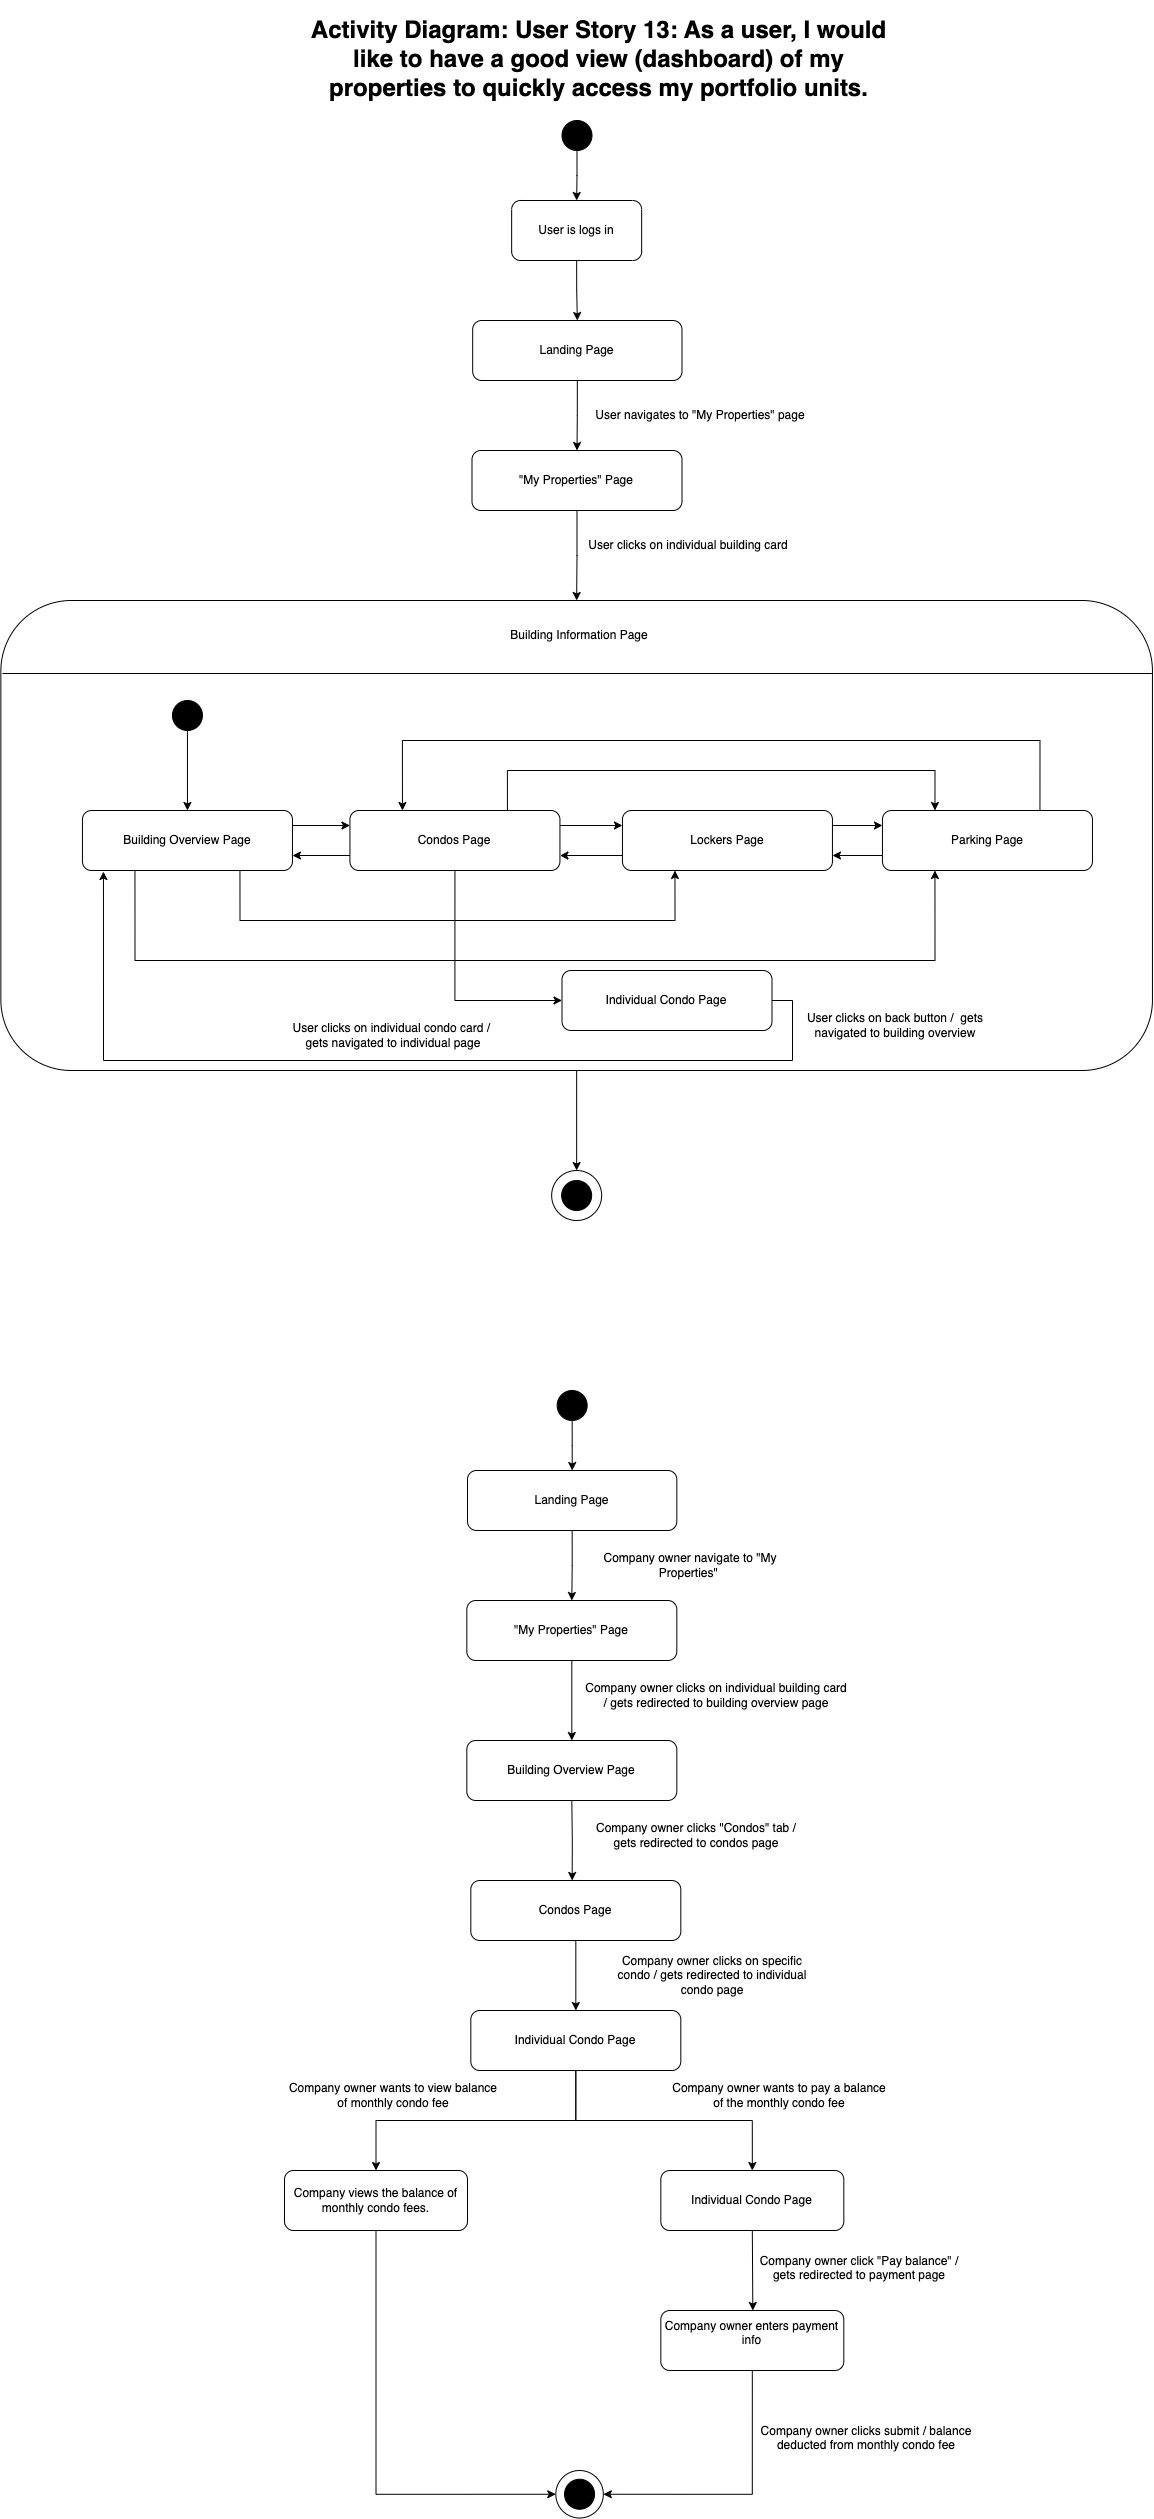 Activity Diagram: User Story 13: As a user, I would
like to have a good view (dashboard) of my
properties to quickly access my portfolio units.
User is logs in
Landing Page
User navigates to "My Properties" page
"My Properties" Page
User clicks on individual building card
Building Information Page
Building Overview Page
Condos Page
Lockers Page
Parking Page
Individual Condo Page
User clicks on back button /  gets
navigated to building overview
User clicks on individual condo card /
gets navigated to individual page
Landing Page
Company owner navigate to "My
Properties"
"My Properties" Page
Company owner clicks on individual building card
/ gets redirected to building overview page
Building Overview Page
Company owner clicks "Condos" tab /
gets redirected to condos page
Condos Page
Company owner clicks on specific
condo / gets redirected to individual
condo page
Individual Condo Page
Company owner wants to view balance
of monthly condo fee
Company owner wants to pay a balance
of the monthly condo fee
Company views the balance of
monthly condo fees.
Individual Condo Page
Company owner click "Pay balance" /
gets redirected to payment page
Company owner enters payment
info
Company owner clicks submit / balance
deducted from monthly condo fee